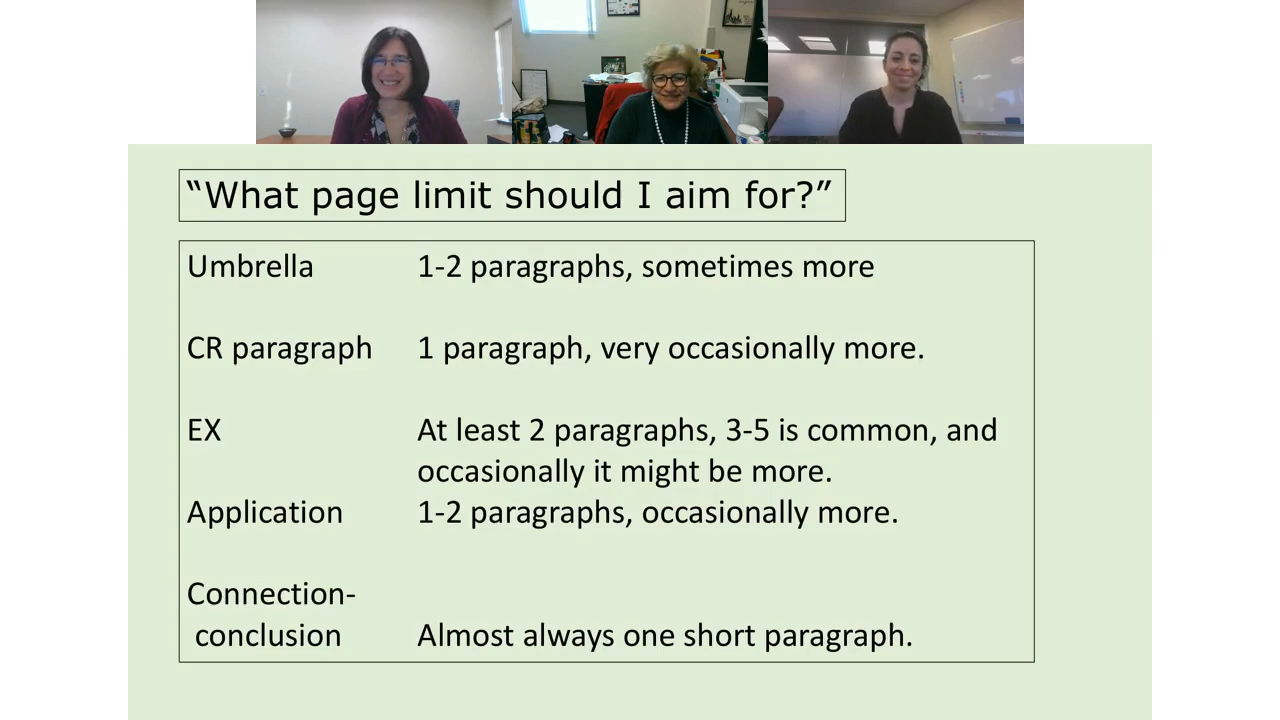 “What page limit should I aim for?”
Umbrella 1-2 paragraphs, sometimes more
CR paragraph 1 paragraph, very occasionally more.
EX At least 2 paragraphs, 3-5 is common, and
occasionally it might be more.
Application 1-2 paragraphs, occasionally more.
Connection-
conclusion Almost always one short paragraph.